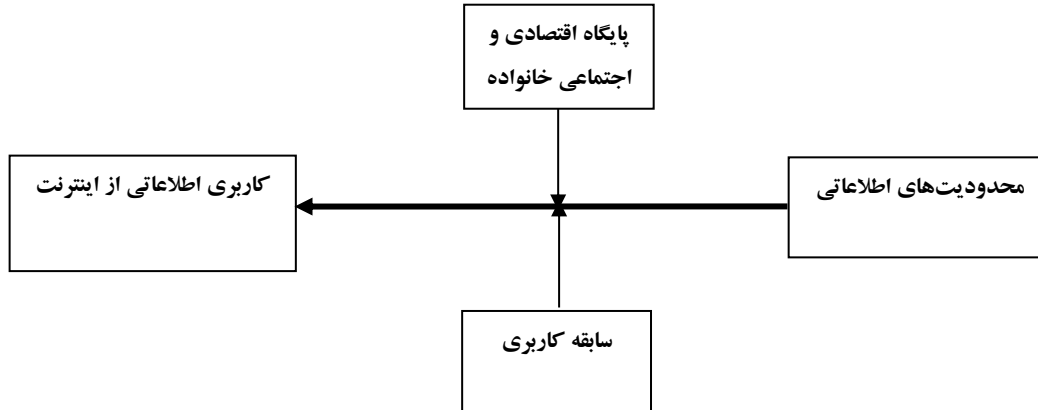 پایگاه اقتصادی و
اجتماعی خانواده
محدودیت‌های اطلاعاتی
کاربری اطلاعاتی از اینترنت
سابقه کاربری